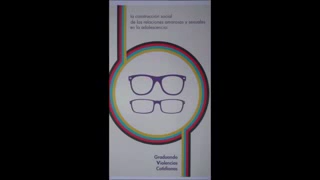 la construcción social
de las relaciones amorosas y sexuales
en la adolescencia:
Graduando
Violencias
Cotidianas.